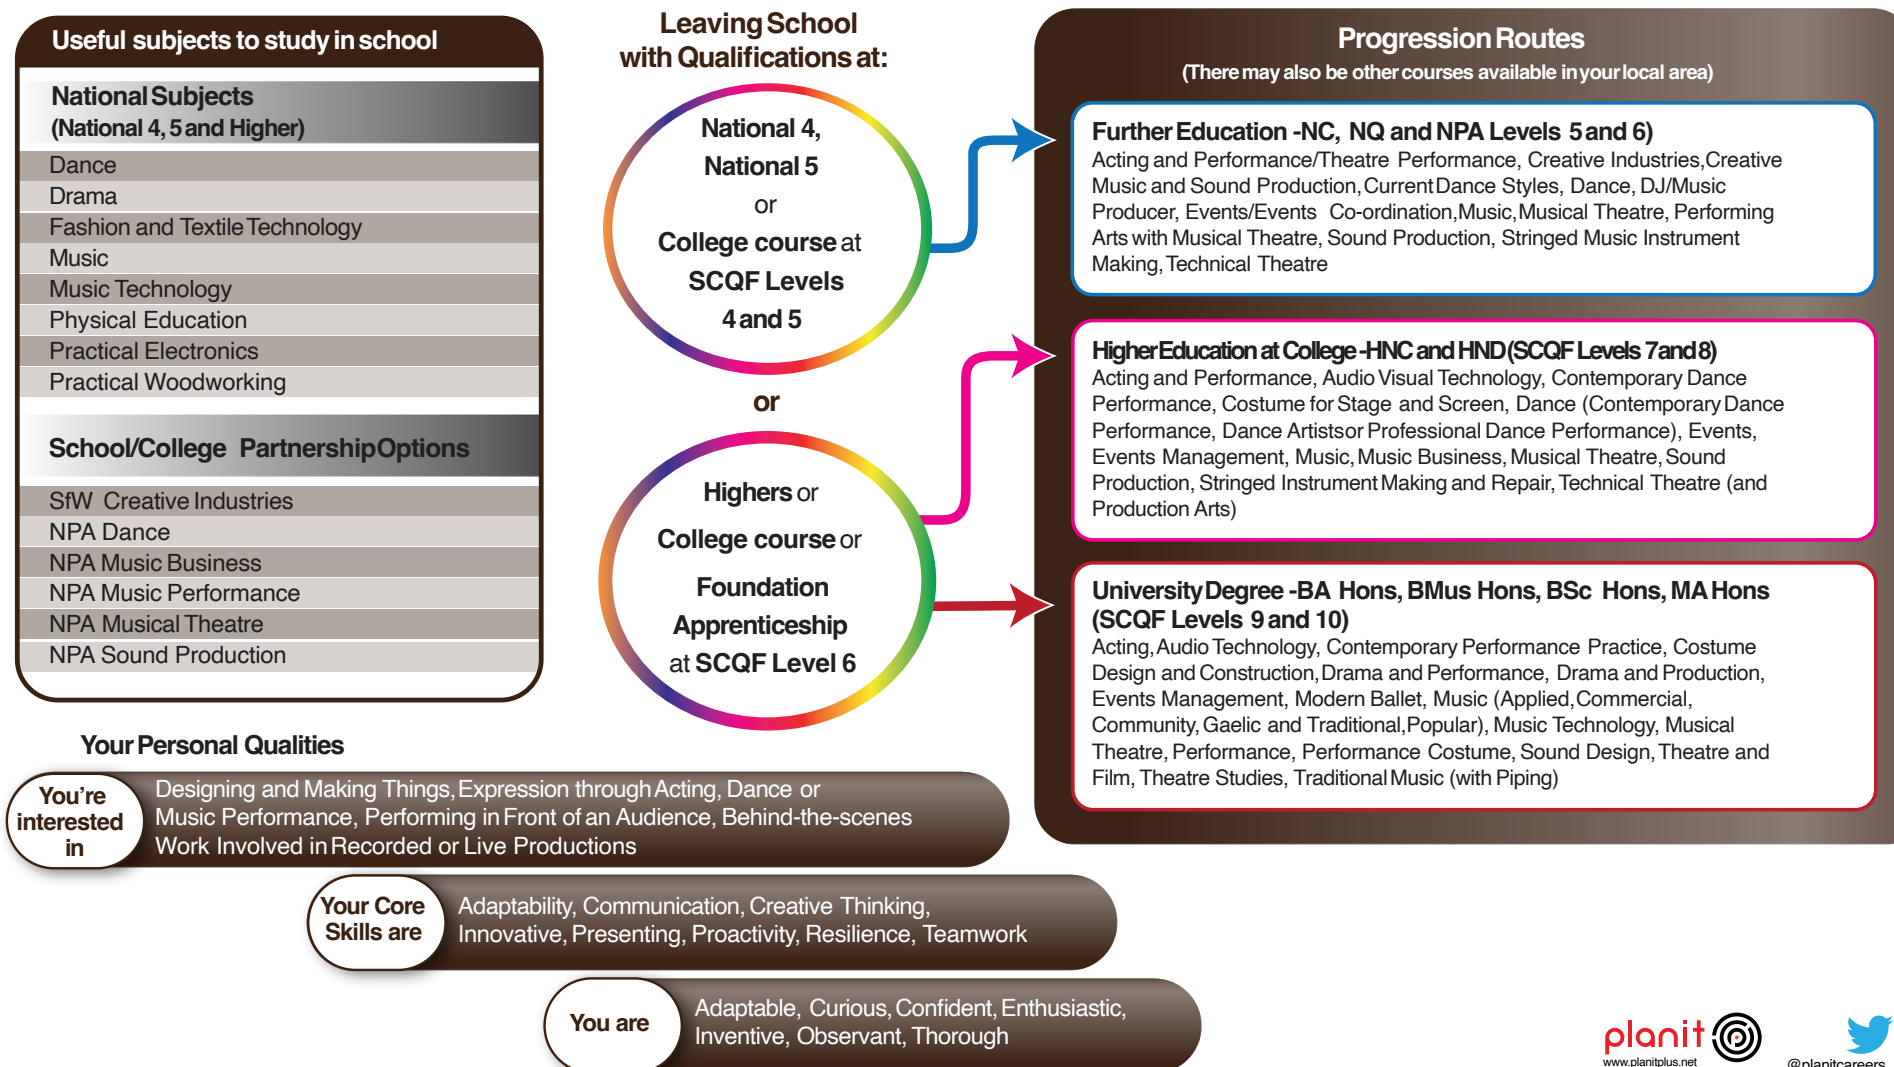 Useful subjects to study in school
National Subjects
(National 4, 5 and Higher)
Dance
Drama
Fashion and Textile Technology
Music
Music Technology
Physical Education
Practical Electronics
Practical Woodworking
School/College Partnership Options
SfW Creative Industries
NPA Dance
NPA Music Business
NPA Music Performance
NPA Musical Theatre
NPA Sound Production
Leaving School
with Qualifications at:
National 4,
National 5
or
College course at
SCQF Levels
4 and 5
or
Highers or
College course or
Foundation
Apprenticeship
at SCQF Level 6
Progression Routes
(There may also be other courses available in your local area)
Further Education -NC, NQ and NPA Levels 5 and 6)
Acting and Performance/Theatre Performance, Creative Industries, Creative
Music and Sound Production, Current Dance Styles, Dance, DJ/Music
Producer, Events/Events Co-ordination, Music, Musical Theatre, Performing
Arts with Musical Theatre, Sound Production, Stringed Music Instrument
Making, Technical Theatre
Higher Education at College -HNC and HND (SCQF Levels 7 and 8)
Acting and Performance, Audio Visual Technology, Contemporary Dance
Performance, Costume for Stage and Screen, Dance (Contemporary Dance
Performance, Dance Artistsor Professional Dance Performance), Events,
Events Management, Music, Music Business, Musical Theatre, Sound
Production, Stringed Instrument Making and Repair, Technical Theatre (and
Production Arts)
University Degree -BA Hons, BMus Hons, BSc Hons, MA Hons
(SCQF Levels 9 and 10)
Acting, Audio Technology, Contemporary Performance Practice, Costume
Design and Construction, Drama and Performance, Drama and Production,
Events Management, Modern Ballet, Music (Applied, Commercial,
Community, Gaelic and Traditional, Popular), Music Technology, Musical
Theatre, Performance, Performance Costume, Sound Design, Theatre and
Film, Theatre Studies, Traditional Music (with Piping)
Your Personal Qualities
You're
interested
in
Designing and Making Things, Expression through Acting, Dance or
Music Performance, Performing in Front of an Audience, Behind-the-scenes
Work Involved in Recorded or Live Productions
Your Core
Skills are
Adaptability, Communication, Creative Thinking,
Innovative, Presenting, Proactivity, Resilience, Teamwork
You are
Adaptable, Curious, Confident, Enthusiastic,
Inventive, Observant, Thorough
planit
www.planitplus.net
@planitcareers